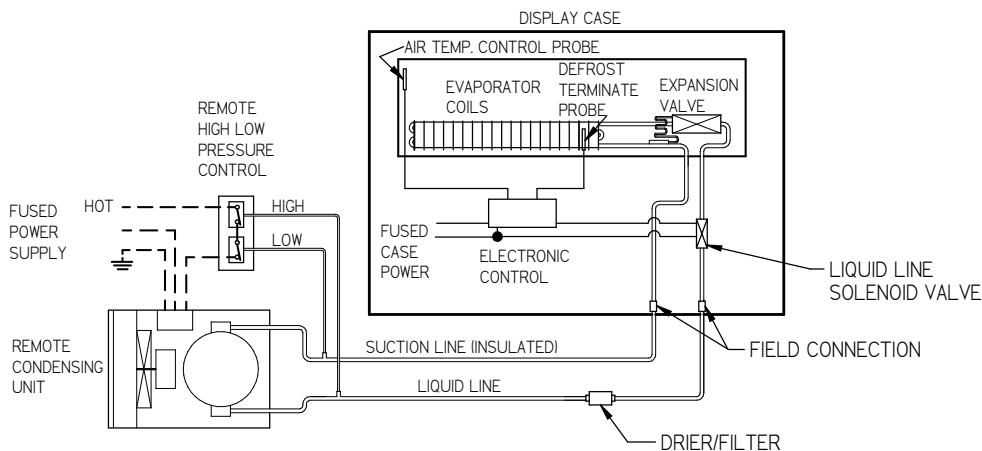 DISPLAY CASE
AIR TEMP. CONTROL PROBE
EVAPORATOR
COILS
DEFROST
TERMINATE
PROBE
EXPANSION
VALVE
REMOTE
HIGH LOW
PRESSURE
CONTROL
HOT
FUSED
POWER
SUPPLY
HIGH
LOW
FUSED
CASE
POWER
ELECTRONIC
CONTROL
LIQUID LINE
SOLENOID VALVE
REMOTE
CONDENSING
UNIT
SUCTION LINE (INSULATED)
FIELD CONNECTION
LIQUID LINE
DRIER/FILTER